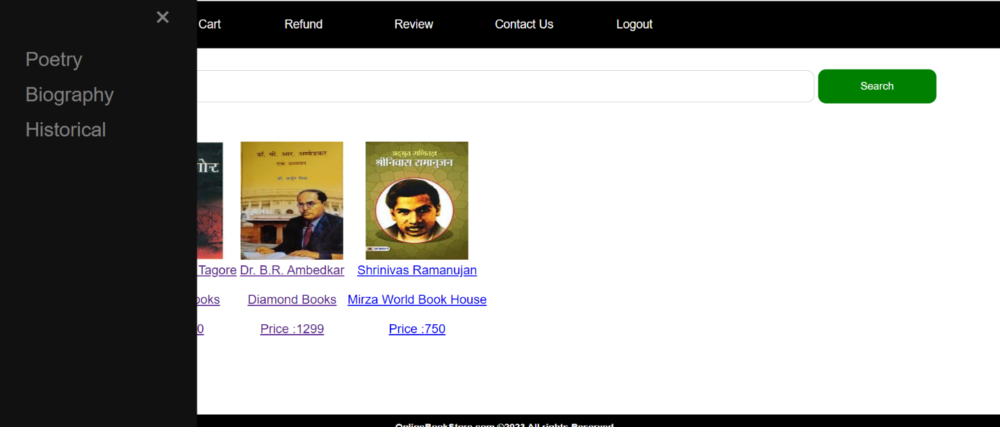 ×
Cart Refund Review Contact Us Logout
Poetry
Biography
Historical
Search
गोर
डॉ. बी. आर. अम्बेडकर
एक अध्ययन
डॉ. अर्जुन मिश्र
अद्भुत गणितज्ञ
श्रीनिवास रामानुजन
Tagore Dr. B.R. Ambedkar Shrinivas Ramanujan
ooks Diamond Books Mirza World Book House
0 Price :1299 Price :750
OnlineBookStore.com ©2023 All rights Reserved